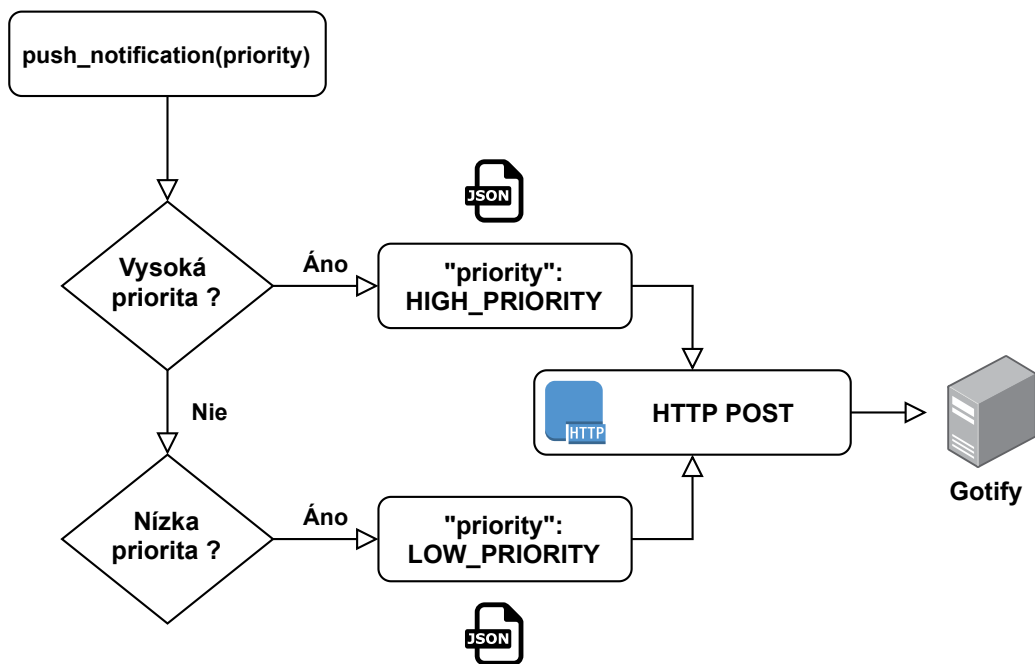 push_notification(priority)
JSON
Vysoká
priorita ?
Áno
"priority":
HIGH_PRIORITY
Nie
HTTP
HTTP POST
Gotify
Nízka
priorita ?
Áno
"priority":
LOW_PRIORITY
JSON